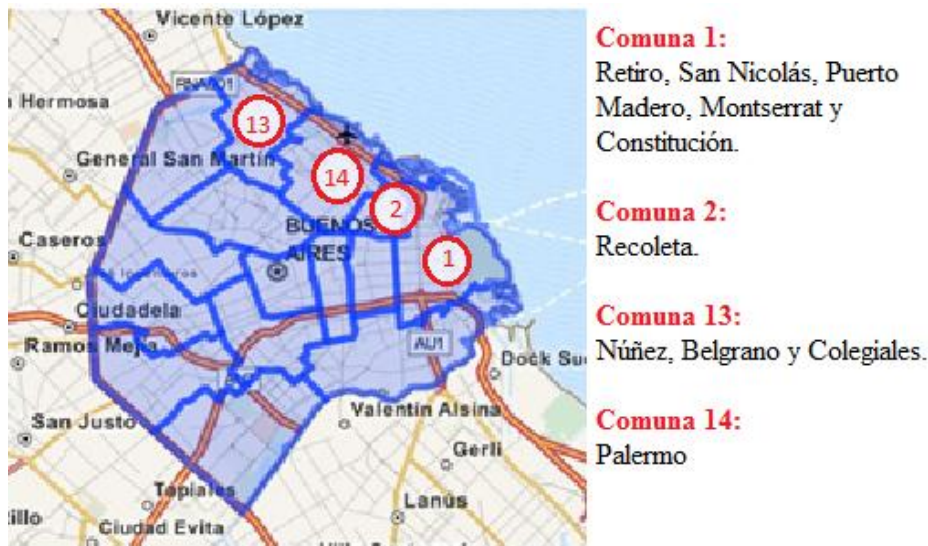 Vicente López
13
Hermosa
General San Martín
14
2
BUENOS
AIRES
1
Caseros
Ciudadela
Ramos Mejía
AU1
Dock Su
San Justo
Valentín Alsina
Gerli
Tapiales
Lanús
Ciudad Evita
Comuna 1:
Retiro, San Nicolás, Puerto
Madero, Montserrat y
Constitución.
Comuna 2:
Recoleta.
Comuna 13:
Núñez, Belgrano y Colegiales.
Comuna 14:
Palermo